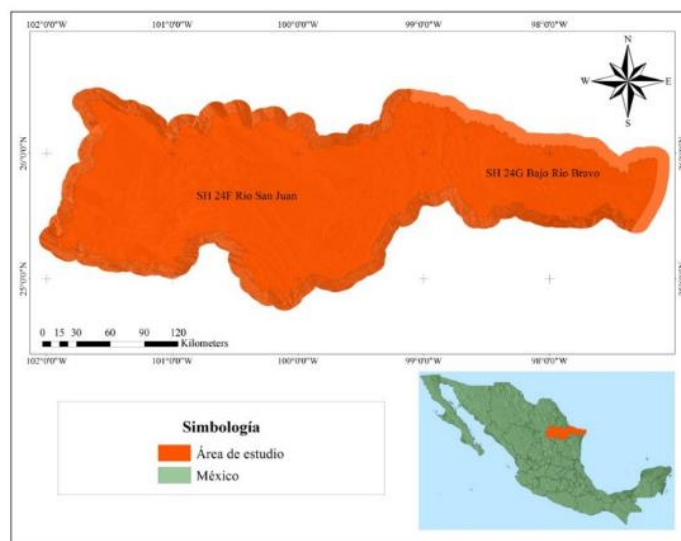 102°0'0"W 101°0'0"W 100°0'0"W 99°0'0"W 98°0'0"W
N
W E
S
26°0'0"N
SH 24G Bajo Río Bravo
SH 24F Río San Juan
25°0'0"N
0 15 30 60 90 120
Kilometers
102°0'0"W 101°0'0"W 100°0'0"W 99°0'0"W 98°0'0"W
Simbología
Área de estudio
México